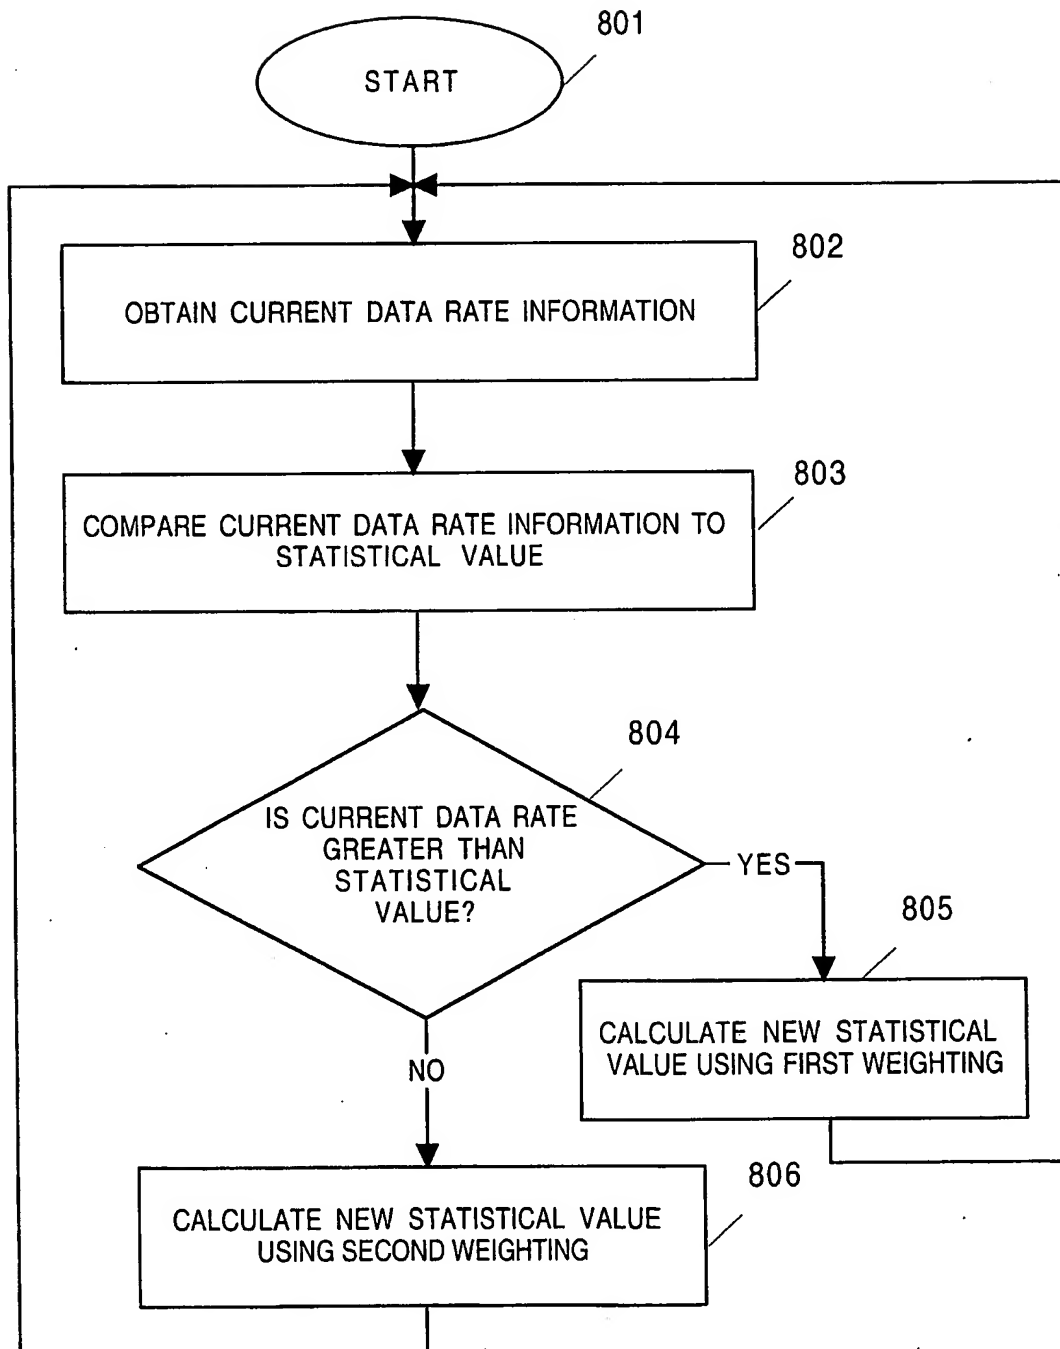 801
START
802
OBTAIN CURRENT DATA RATE INFORMATION
803
COMPARE CURRENT DATA RATE INFORMATION TO
STATISTICAL VALUE
804
IS CURRENT DATA RATE
GREATER THAN
STATISTICAL
VALUE?
YES
805
CALCULATE NEW STATISTICAL
VALUE USING FIRST WEIGHTING
NO
806
CALCULATE NEW STATISTICAL VALUE
USING SECOND WEIGHTING